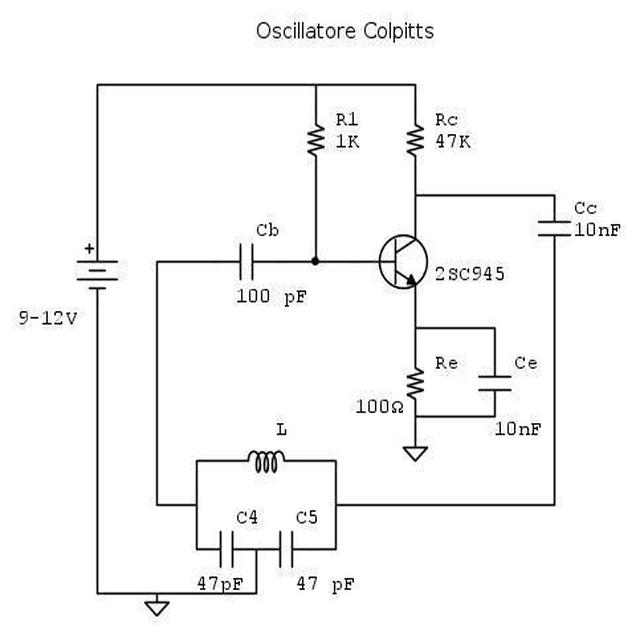 Oscillatore Colpitts
R1
1K
Rc
47K
Cc
10nF
Cb
100 pF
+
2SC945
9-12V
Re
100Ω
Ce
10nF
L
C4
C5
47pF
47 pF